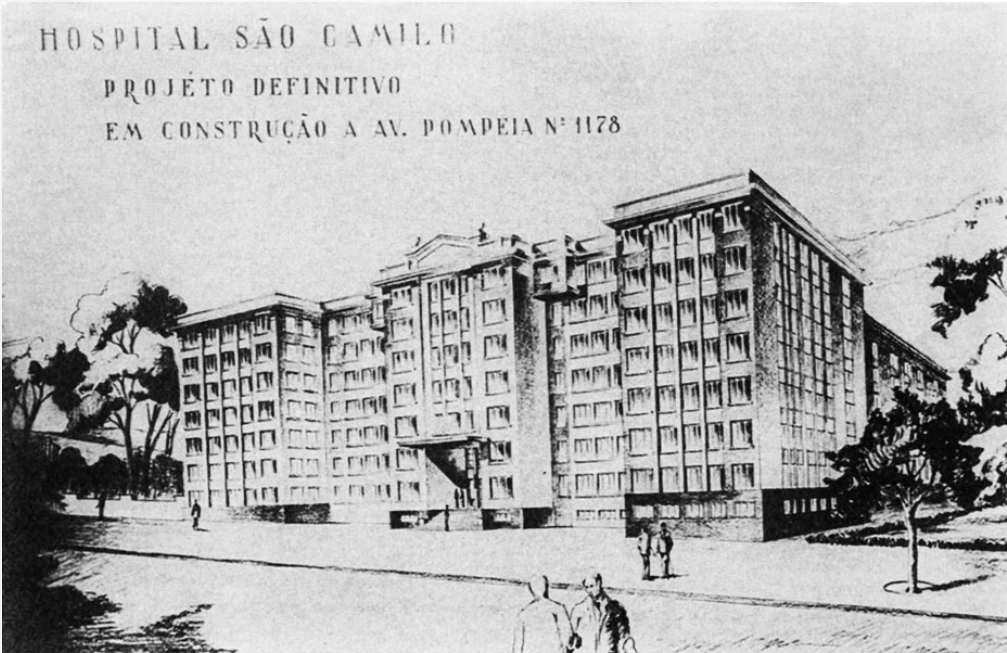 HOSPITAL SÃO CAMILO
PROJÉTO DEFINITIVO
EM CONSTRUÇÃO A AV. POMPEIA Nº 1178